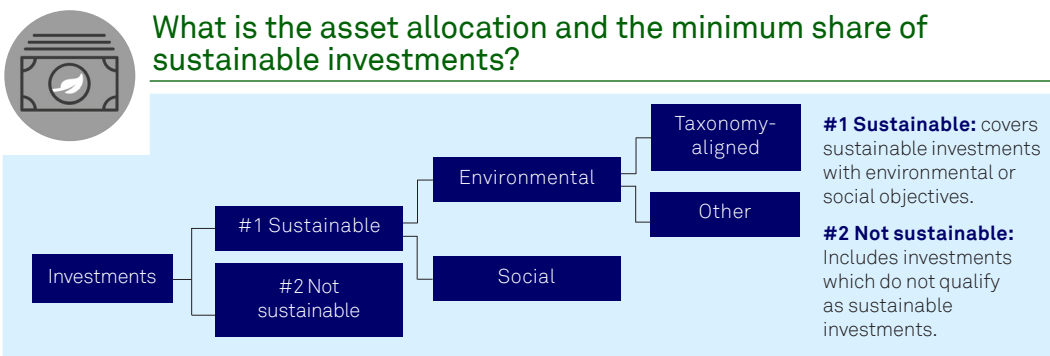 What is the asset allocation and the minimum share of
sustainable investments?
Taxonomy-
aligned
Environmental
Other
#1 Sustainable
Investments
Social
#2 Not
sustainable
#1 Sustainable: covers
sustainable investments
with environmental or
social objectives.
#2 Not sustainable:
Includes investments
which do not qualify
as sustainable
investments.